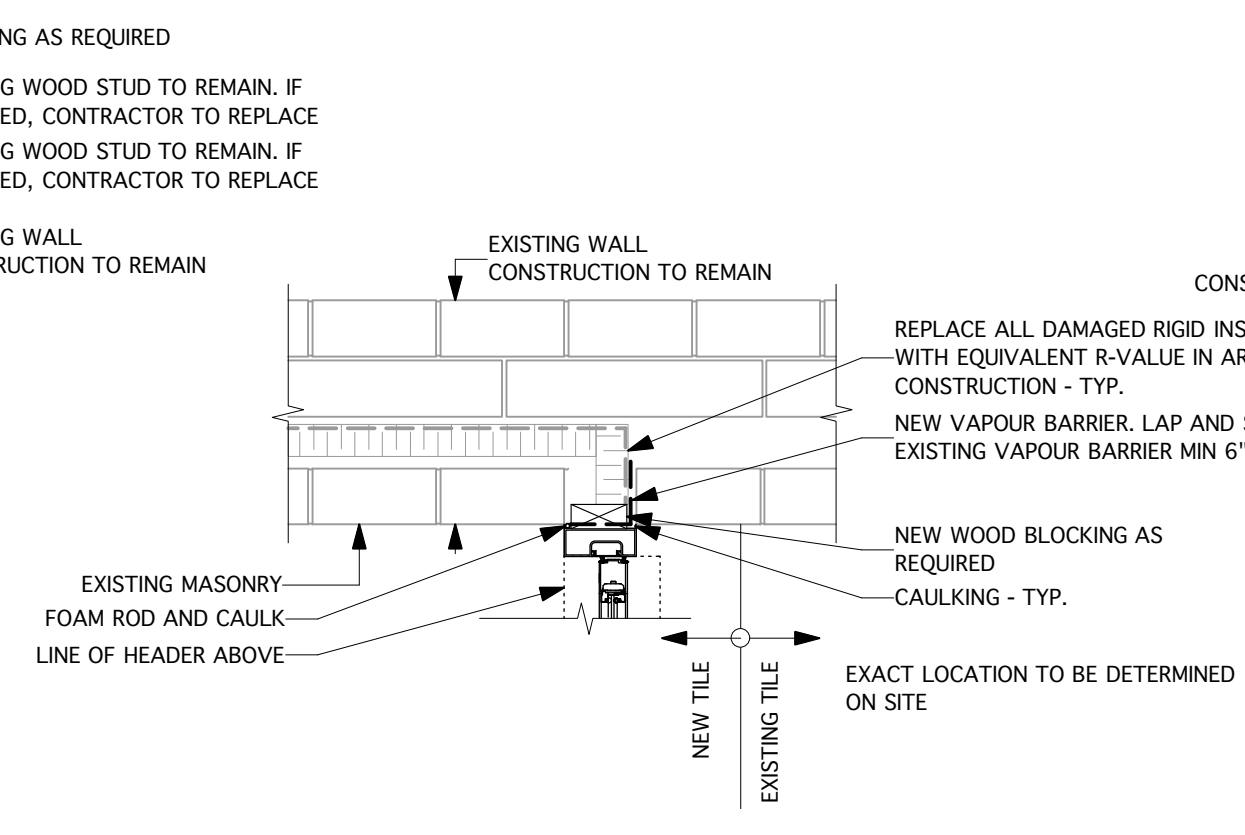 NG AS REQUIRED
G WOOD STUD TO REMAIN. IF
ED, CONTRACTOR TO REPLACE
G WOOD STUD TO REMAIN. IF
ED, CONTRACTOR TO REPLACE
G WALL
RUCTION TO REMAIN
EXISTING WALL
CONSTRUCTION TO REMAIN
CONS
REPLACE ALL DAMAGED RIGID INS
WITH EQUIVALENT R-VALUE IN AR
CONSTRUCTION - TYP.
NEW VAPOUR BARRIER. LAP AND S
EXISTING VAPOUR BARRIER MIN 6"
NEW WOOD BLOCKING AS
REQUIRED
CAULKING - TYP.
EXISTING MASONRY
FOAM ROD AND CAULK
LINE OF HEADER ABOVE
NEW TILE
EXISTING TILE
EXACT LOCATION TO BE DETERMINED
ON SITE